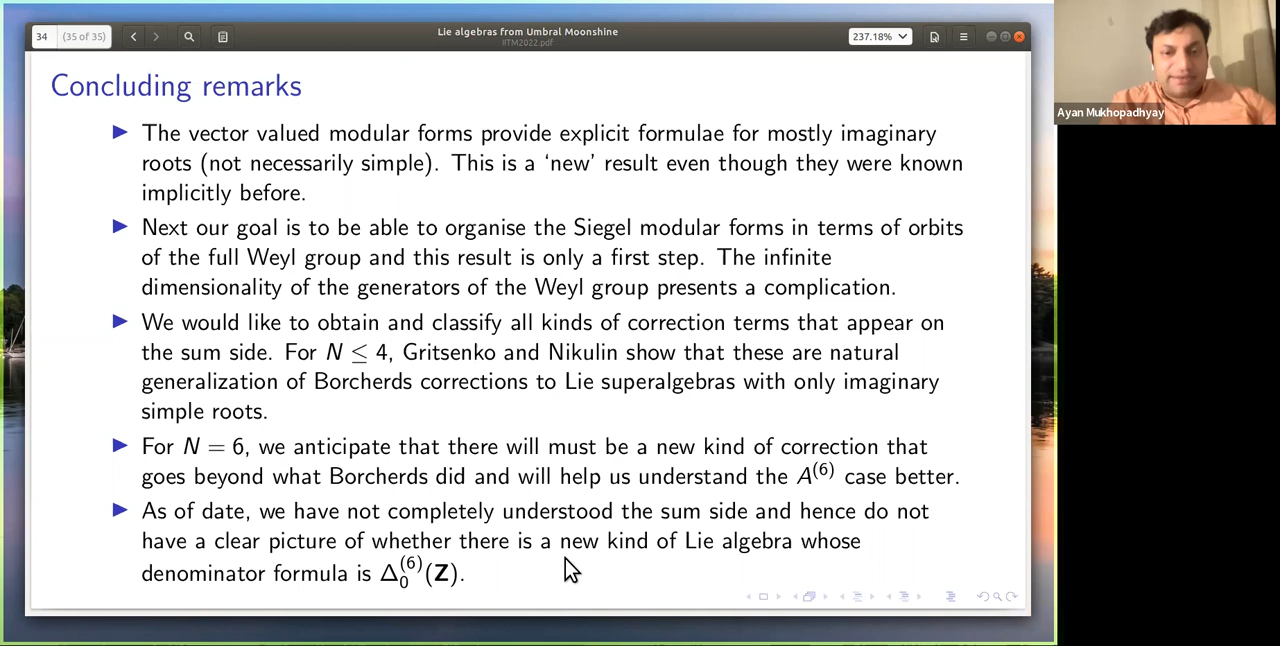 34 (35 of 35)
Lie algebras from Umbral Moonshine
IITM2022.pdf
237.18%
Concluding remarks
The vector valued modular forms provide explicit formulae for mostly imaginary
roots (not necessarily simple). This is a ‘new’ result even though they were known
implicitly before.
Next our goal is to be able to organise the Siegel modular forms in terms of orbits
of the full Weyl group and this result is only a first step. The infinite
dimensionality of the generators of the Weyl group presents a complication.
We would like to obtain and classify all kinds of correction terms that appear on
the sum side. For N ≤ 4, Gritsenko and Nikulin show that these are natural
generalization of Borcherds corrections to Lie superalgebras with only imaginary
simple roots.
For N = 6, we anticipate that there will must be a new kind of correction that
goes beyond what Borcherds did and will help us understand the A^(6) case better.
As of date, we have not completely understood the sum side and hence do not
have a clear picture of whether there is a new kind of Lie algebra whose
denominator formula is Δ_0^(6)(Z).
Ayan Mukhopadhyay